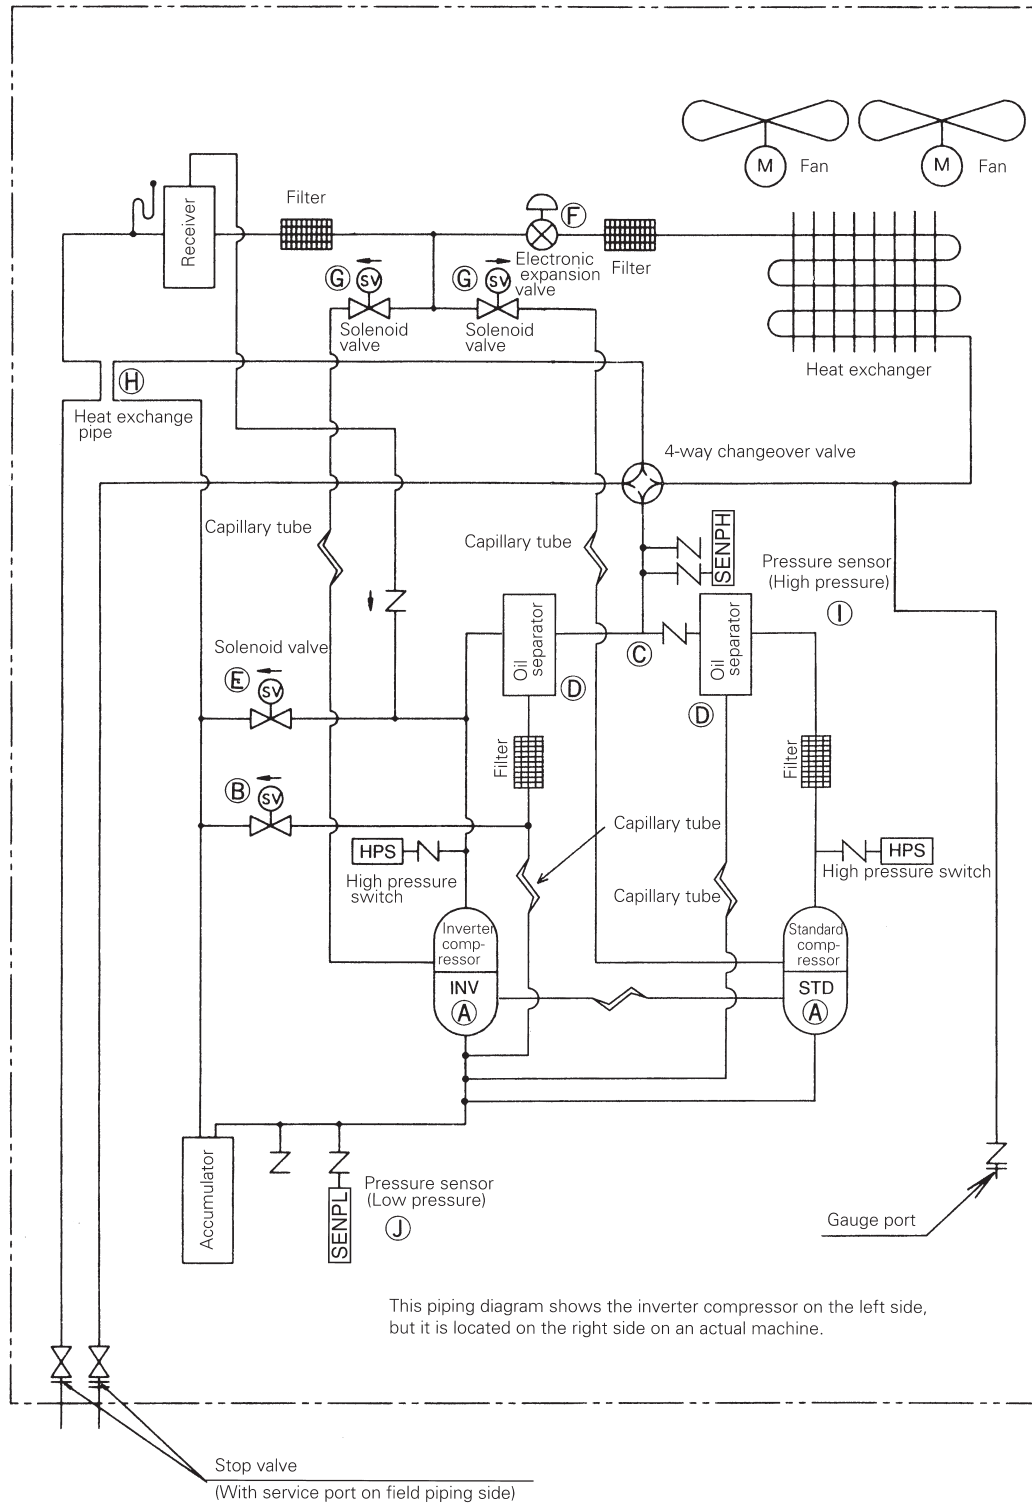 M
Fan
M
Fan
Receiver
Filter
F
Electronic
expansion
valve
Filter
G
SV
G
SV
Solenoid
valve
Solenoid
valve
Heat exchanger
H
Heat exchange
pipe
4-way changeover valve
Capillary tube
Capillary tube
SENPH
Pressure sensor
(High pressure)
I
Oil
separator
Oil
separator
C
D
D
Solenoid valve
E
SV
Filter
Filter
B
SV
Capillary tube
HPS
High pressure
switch
HPS
High pressure switch
Capillary tube
Inverter
comp-
ressor
INV
A
Standard
comp-
ressor
STD
A
Accumulator
SENPL
Pressure sensor
(Low pressure)
J
Gauge port
This piping diagram shows the inverter compressor on the left side,
but it is located on the right side on an actual machine.
Stop valve
(With service port on field piping side)